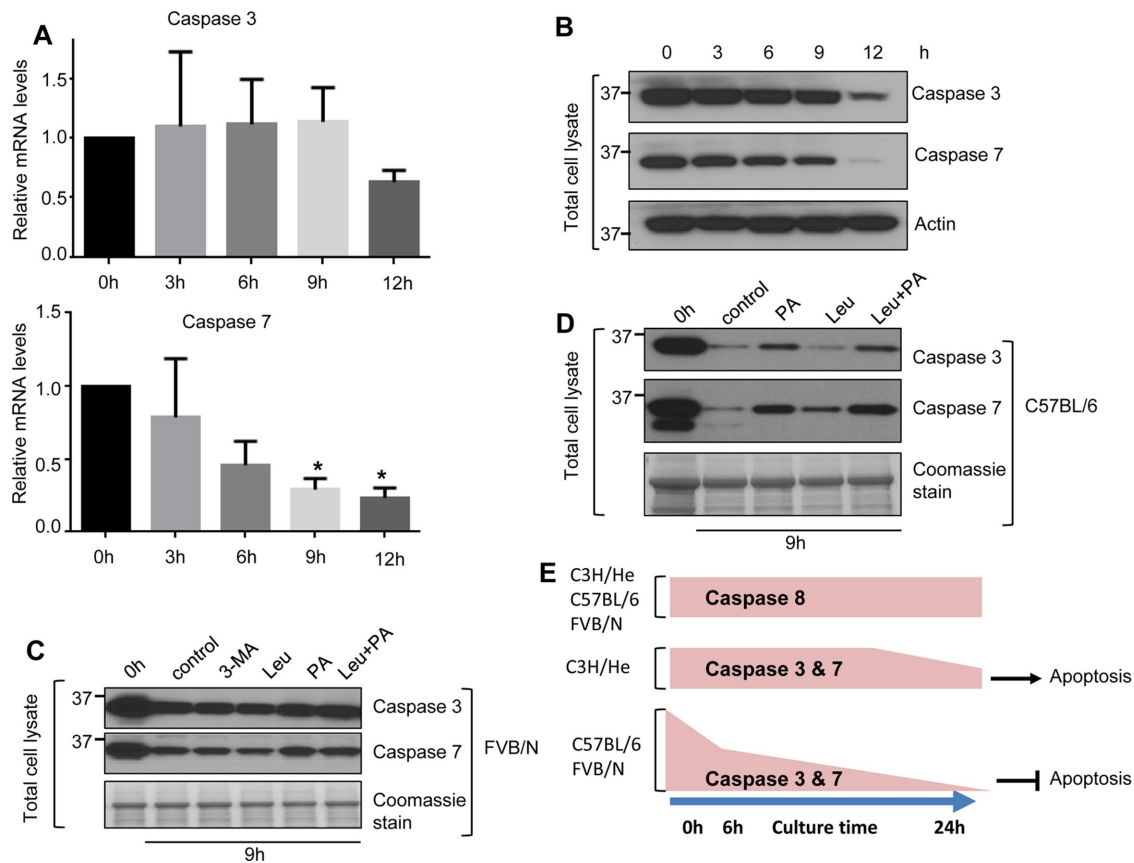 A
Caspase 3
Relative mRNA levels
1.5
1.0
0.5
0.0
0h 3h 6h 9h 12h
Caspase 7
Relative mRNA levels
1.5
1.0
0.5
0.0
* *
0h 3h 6h 9h 12h
B
0 3 6 9 12 h
Total cell lysate
37 Caspase 3
37 Caspase 7
37 Actin
C
0h control 3-MA Leu PA Leu+PA
Total cell lysate
37 Caspase 3
37 Caspase 7
Coomassie
stain
FVB/N
9h
D
0h control PA Leu Leu+PA
Total cell lysate
37 Caspase 3
37 Caspase 7
Coomassie
stain
C57BL/6
9h
E
C3H/He
C57BL/6
FVB/N
Caspase 8
C3H/He Caspase 3 & 7 Apoptosis
C57BL/6
FVB/N
Caspase 3 & 7 Apoptosis
0h 6h Culture time 24h